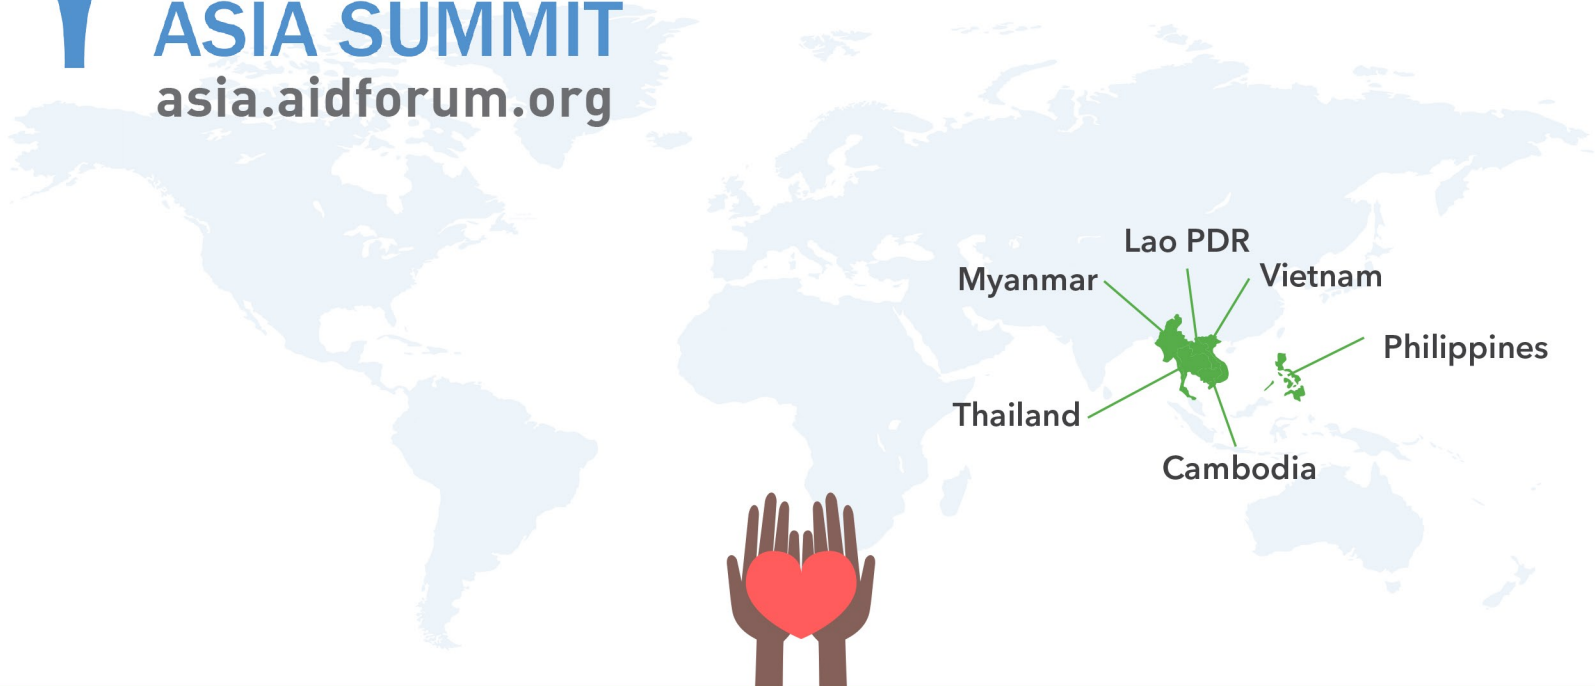 ASIA SUMMIT
asia.aidforum.org
Lao PDR
Myanmar
Vietnam
Philippines
Thailand
Cambodia